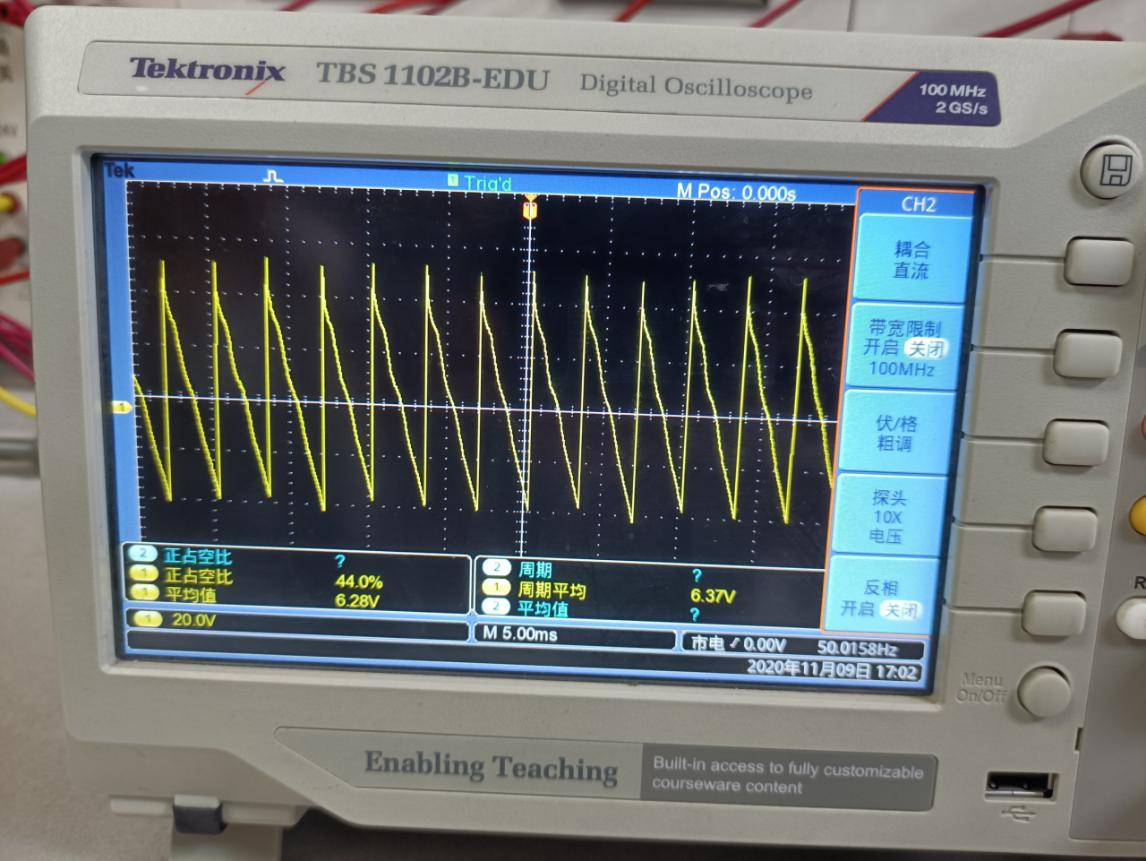 Tektronix TBS 1102B-EDU Digital Oscilloscope
100 MHz
2 GS/s
Tek
1 Trig'd
M Pos: 0.000s
CH2
耦合
直流
带宽限制
开启 关闭
100MHz
伏/格
粗调
探头
10X
电压
反相
开启 关闭
1
2 正占空比 ?
1 正占空比 44.0%
1 平均值 6.28V
2 周期 ?
1 周期平均 6.37V
2 平均值 ?
1 20.0V
M 5.00ms
市电 0.00V 50.0158Hz
2020年11月09日 17:02
Menu
On/Off
Enabling Teaching
Built-in access to fully customizable
courseware content